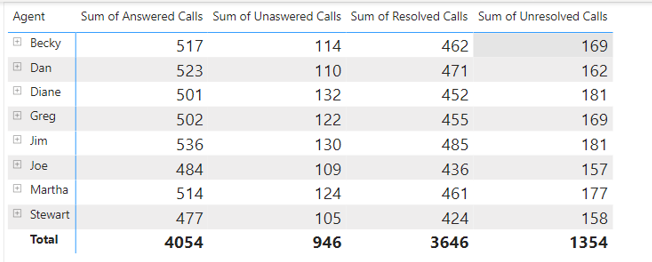 Agent Sum of Answered Calls Sum of Unaswered Calls Sum of Resolved Calls Sum of Unresolved Calls
Becky 517 114 462 169
Dan 523 110 471 162
Diane 501 132 452 181
Greg 502 122 455 169
Jim 536 130 485 181
Joe 484 109 436 157
Martha 514 124 461 177
Stewart 477 105 424 158
Total 4054 946 3646 1354